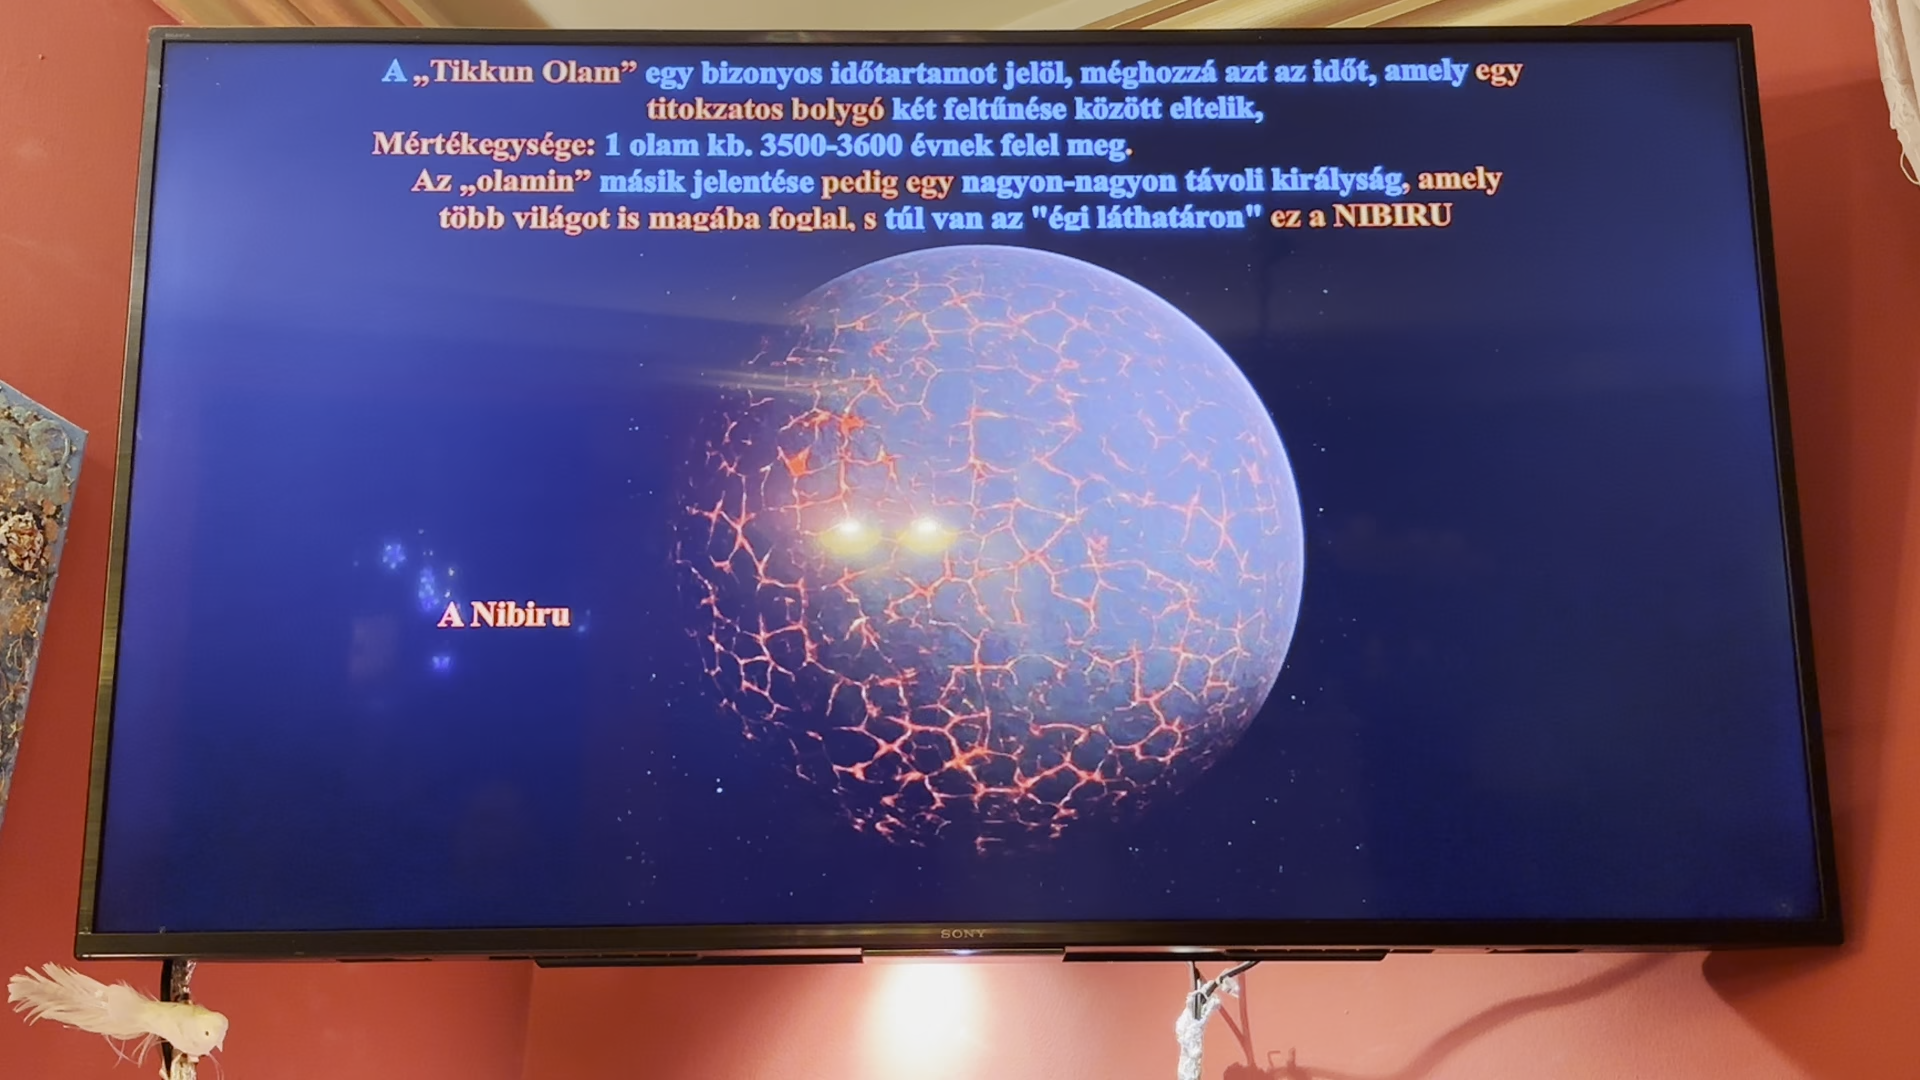 A „Tikkun Olam” egy bizonyos időtartamot jelöl, méghozzá azt az időt, amely egy
titokzatos bolygó két feltűnése között eltelik,
Mértékegysége: 1 olam kb. 3500-3600 évnek felel meg.
Az „olamin” másik jelentése pedig egy nagyon-nagyon távoli királyság, amely
több világot is magába foglal, s túl van az "égi láthatáron" ez a NIBIRU
A Nibiru
SONY